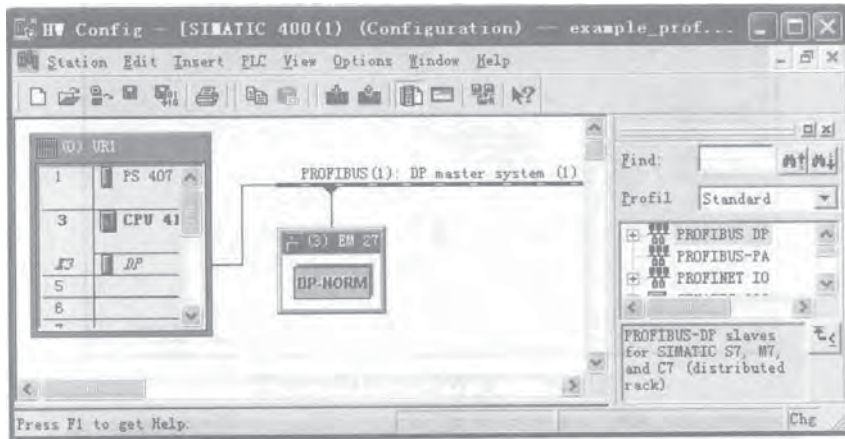 HW Config - [SIMATIC 400(1) (Configuration) — example_prof...
Station Edit Insert PLC View Options Window Help
(0) UR1
1 PS 407
3 CPU 41
X3 DP
5
6
7
PROFIBUS(1): DP master system (1)
(3) EM 27
DP-NORM
Find:
Profil Standard
PROFIBUS DP
PROFIBUS-PA
PROFINET IO
PROFIBUS-DP slaves
for SIMATIC S7, M7,
and C7 (distributed
rack)
Press F1 to get Help.
Chg